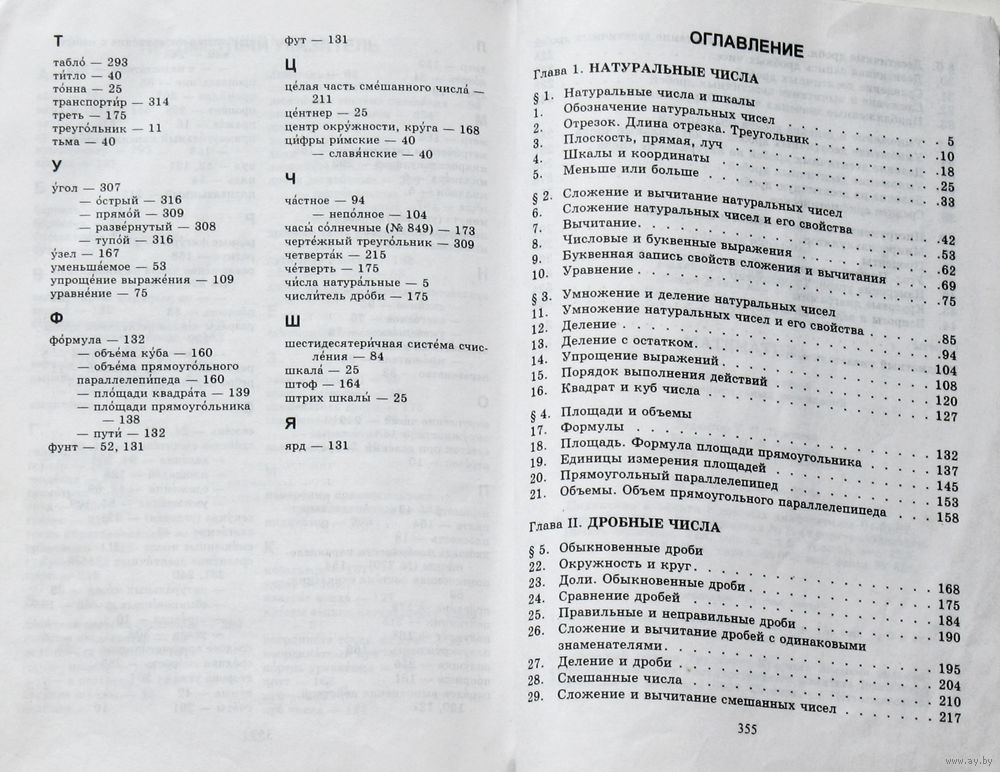 Т
табло́ — 293
ти́тло — 40
то́нна — 25
транспорти́р — 314
треть — 175
треуго́льник — 11
тьма — 40
У
у́гол — 307
— о́стрый — 316
— прямо́й — 309
— развёрнутый — 308
— тупо́й — 316
у́зел — 167
уменьша́емое — 53
упроще́ние выраже́ния — 109
уравне́ние — 75
Ф
фо́рмула — 132
— объёма ку́ба — 160
— объёма прямоуго́льного
параллелепи́педа — 160
— пло́щади квадра́та — 139
— пло́щади прямоуго́льника
— 138
— пути́ — 132
фунт — 52, 131
фут — 131
Ц
це́лая часть сме́шанного числа́ —
211
це́нтнер — 25
центр окру́жности, кру́га — 168
ци́фры ри́мские — 40
— славя́нские — 40
Ч
ча́стное — 94
— непо́лное — 104
часы́ со́лнечные (№ 849) — 173
чертёжный треуго́льник — 309
четверта́к — 215
че́тверть — 175
чи́сла натура́льные — 5
числи́тель дро́би — 175
Ш
шестидесятери́чная систе́ма счис-
ле́ния — 84
шкала́ — 25
штоф — 164
штрих шкалы́ — 25
Я
ярд — 131
ОГЛАВЛЕНИЕ
Глава 1. НАТУРАЛЬНЫЕ ЧИСЛА
§ 1. Натуральные числа и шкалы
1. Обозначение натуральных чисел . . . 5
2. Отрезок. Длина отрезка. Треугольник . . . 10
3. Плоскость, прямая, луч . . . 18
4. Шкалы и координаты . . . 25
5. Меньше или больше . . . 33
§ 2. Сложение и вычитание натуральных чисел
6. Сложение натуральных чисел и его свойства . . . 42
7. Вычитание . . . 53
8. Числовые и буквенные выражения . . . 62
9. Буквенная запись свойств сложения и вычитания . . . 69
10. Уравнение . . . 75
§ 3. Умножение и деление натуральных чисел
11. Умножение натуральных чисел и его свойства . . . 85
12. Деление . . . 94
13. Деление с остатком . . . 104
14. Упрощение выражений . . . 108
15. Порядок выполнения действий . . . 120
16. Квадрат и куб числа . . . 127
§ 4. Площади и объемы
17. Формулы . . . 132
18. Площадь. Формула площади прямоугольника . . . 137
19. Единицы измерения площадей . . . 145
20. Прямоугольный параллелепипед . . . 153
21. Объемы. Объем прямоугольного параллелепипеда . . . 158
Глава II. ДРОБНЫЕ ЧИСЛА
§ 5. Обыкновенные дроби
22. Окружность и круг . . . 168
23. Доли. Обыкновенные дроби . . . 175
24. Сравнение дробей . . . 184
25. Правильные и неправильные дроби . . . 190
26. Сложение и вычитание дробей с одинаковыми
знаменателями . . . 195
27. Деление и дроби . . . 204
28. Смешанные числа . . . 210
29. Сложение и вычитание смешанных чисел . . . 217
355
www.ay.by